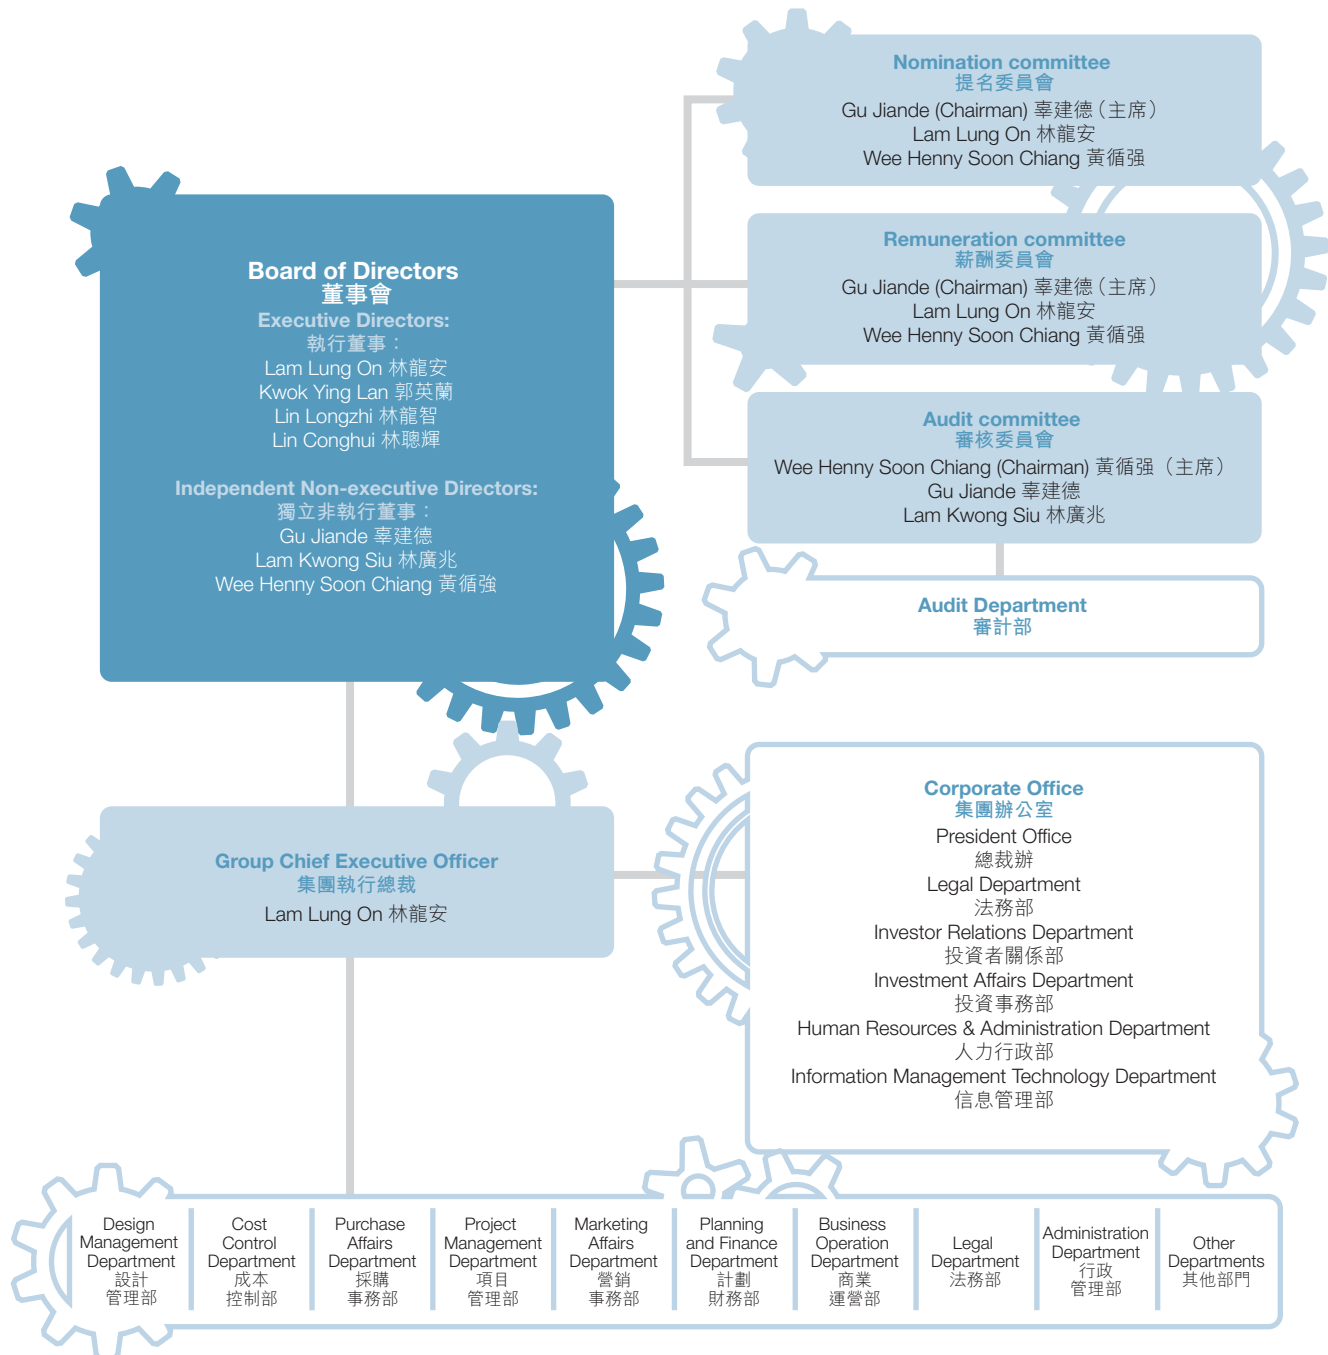 Nomination committee
提名委員會
Gu Jiande (Chairman) 辜建德（主席）
Lam Lung On 林龍安
Wee Henny Soon Chiang 黃循强
Remuneration committee
薪酬委員會
Gu Jiande (Chairman) 辜建德（主席）
Lam Lung On 林龍安
Wee Henny Soon Chiang 黃循强
Audit committee
審核委員會
Wee Henny Soon Chiang (Chairman) 黃循强（主席）
Gu Jiande 辜建德
Lam Kwong Siu 林廣兆
Audit Department
審計部
Board of Directors
董事會
Executive Directors:
執行董事：
Lam Lung On 林龍安
Kwok Ying Lan 郭英蘭
Lin Longzhi 林龍智
Lin Conghui 林聰輝
Independent Non-executive Directors:
獨立非執行董事：
Gu Jiande 辜建德
Lam Kwong Siu 林廣兆
Wee Henny Soon Chiang 黃循強
Group Chief Executive Officer
集團執行總裁
Lam Lung On 林龍安
Corporate Office
集團辦公室
President Office
總裁辦
Legal Department
法務部
Investor Relations Department
投資者關係部
Investment Affairs Department
投資事務部
Human Resources & Administration Department
人力行政部
Information Management Technology Department
信息管理部
Design
Management
Department
設計
管理部
Cost
Control
Department
成本
控制部
Purchase
Affairs
Department
採購
事務部
Project
Management
Department
項目
管理部
Marketing
Affairs
Department
營銷
事務部
Planning
and Finance
Department
計劃
財務部
Business
Operation
Department
商業
運營部
Legal
Department
法務部
Administration
Department
行政
管理部
Other
Departments
其他部門